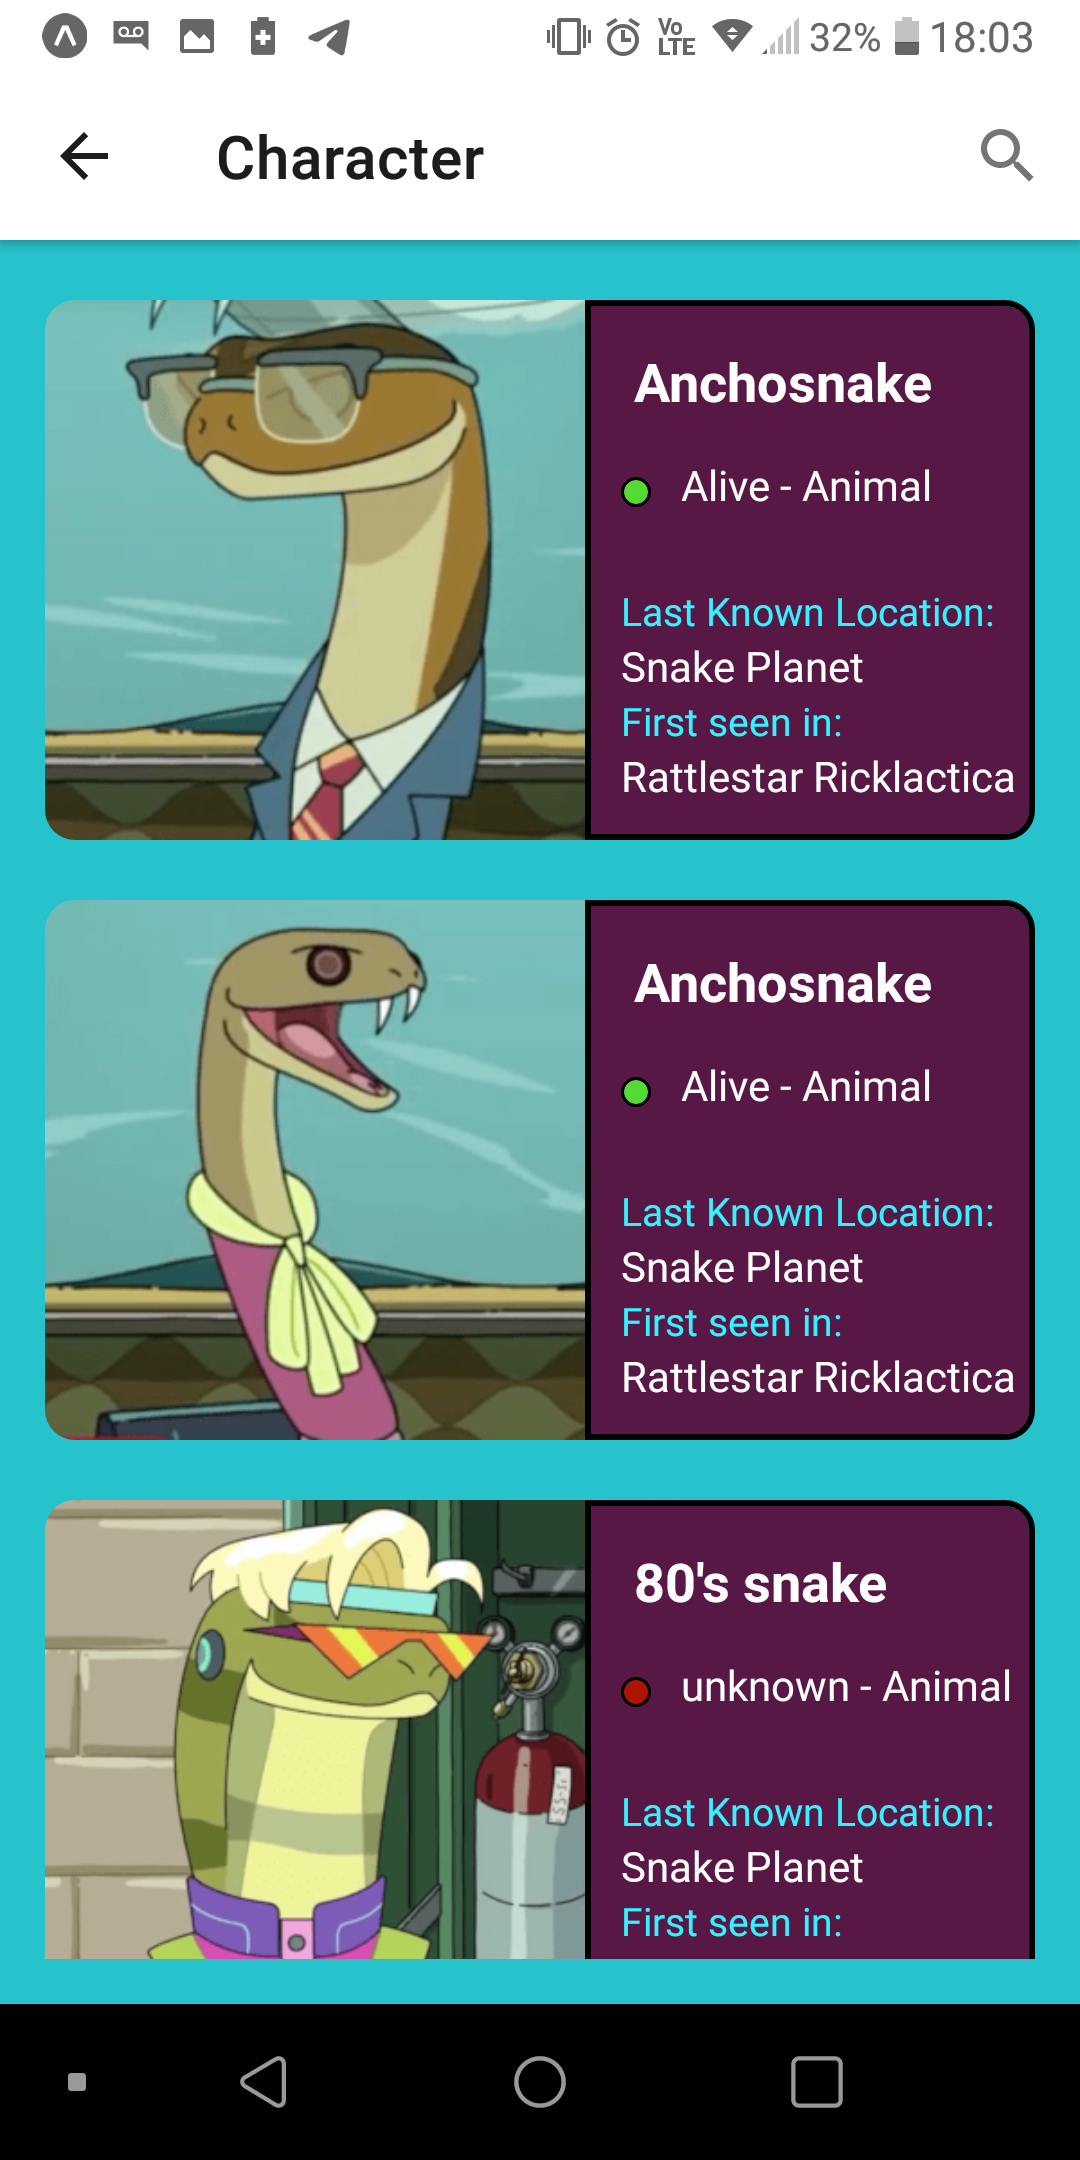 Vo LTE 32% 18:03
Character
Anchosnake
Alive - Animal
Last Known Location:
Snake Planet
First seen in:
Rattlestar Ricklactica
Anchosnake
Alive - Animal
Last Known Location:
Snake Planet
First seen in:
Rattlestar Ricklactica
80's snake
unknown - Animal
Last Known Location:
Snake Planet
First seen in: